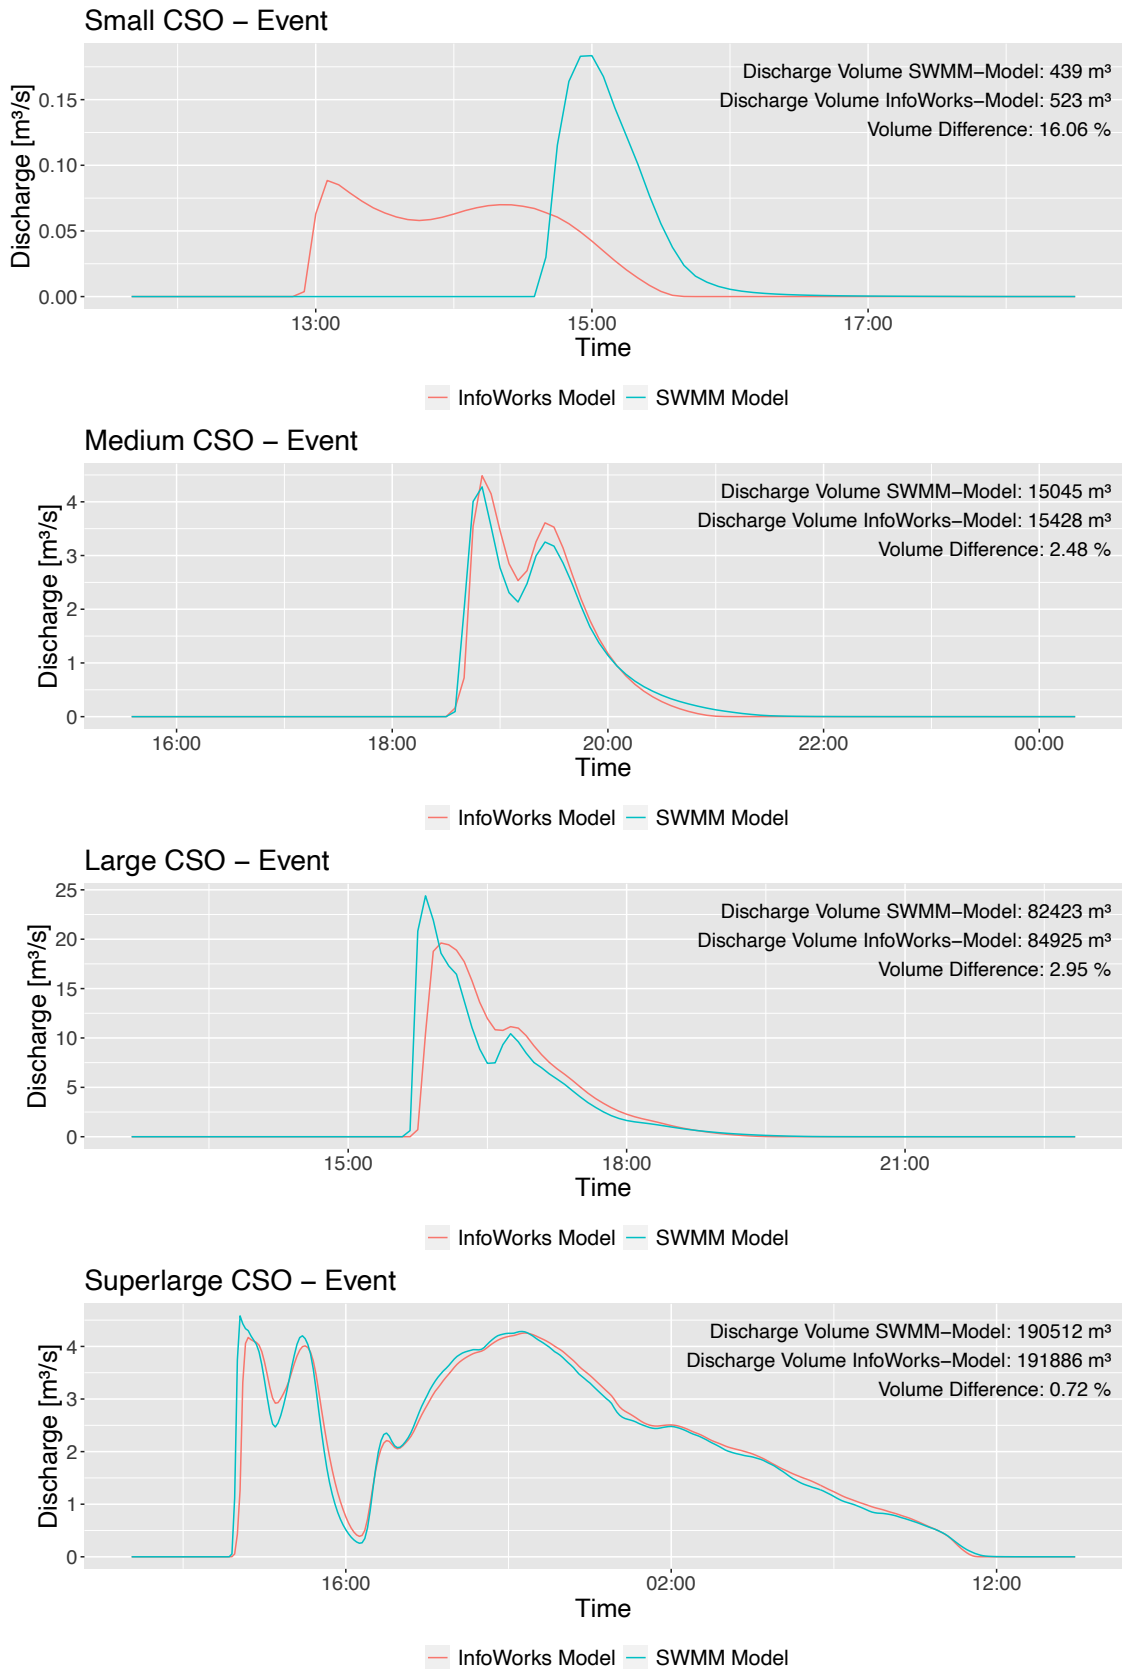 Small CSO – Event
Discharge Volume SWMM–Model: 439 m³
Discharge Volume InfoWorks–Model: 523 m³
Volume Difference: 16.06 %
Discharge [m³/s]
0.15
0.10
0.05
0.00
13:00 15:00 17:00
Time
InfoWorks Model SWMM Model
Medium CSO – Event
Discharge Volume SWMM–Model: 15045 m³
Discharge Volume InfoWorks–Model: 15428 m³
Volume Difference: 2.48 %
Discharge [m³/s]
4
3
2
1
0
16:00 18:00 20:00 22:00 00:00
Time
InfoWorks Model SWMM Model
Large CSO – Event
Discharge Volume SWMM–Model: 82423 m³
Discharge Volume InfoWorks–Model: 84925 m³
Volume Difference: 2.95 %
Discharge [m³/s]
25
20
15
10
5
0
15:00 18:00 21:00
Time
InfoWorks Model SWMM Model
Superlarge CSO – Event
Discharge Volume SWMM–Model: 190512 m³
Discharge Volume InfoWorks–Model: 191886 m³
Volume Difference: 0.72 %
Discharge [m³/s]
4
3
2
1
0
16:00 02:00 12:00
Time
InfoWorks Model SWMM Model